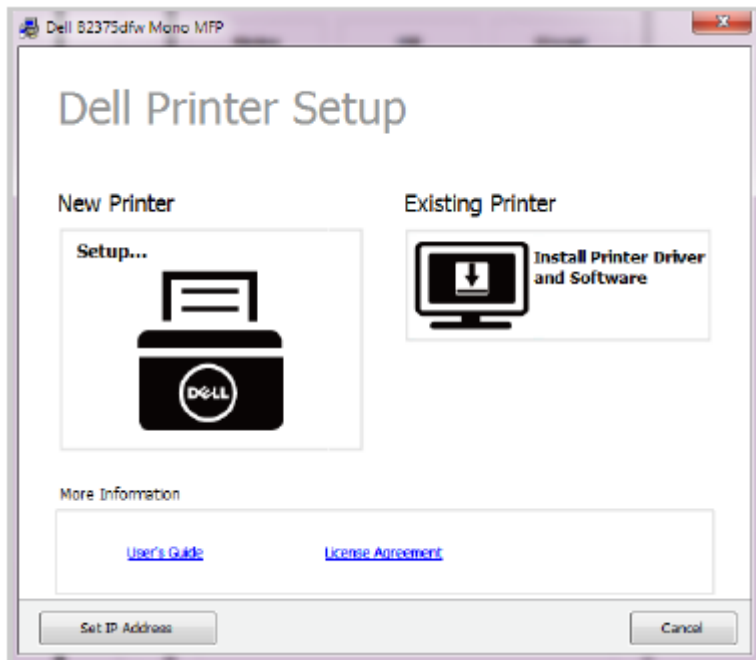 Dell B2375dfw Mono MFP
Dell Printer Setup
New Printer
Existing Printer
Setup...
Install Printer Driver
and Software
DELL
More Information
User's Guide
License Agreement
Set IP Address
Cancel